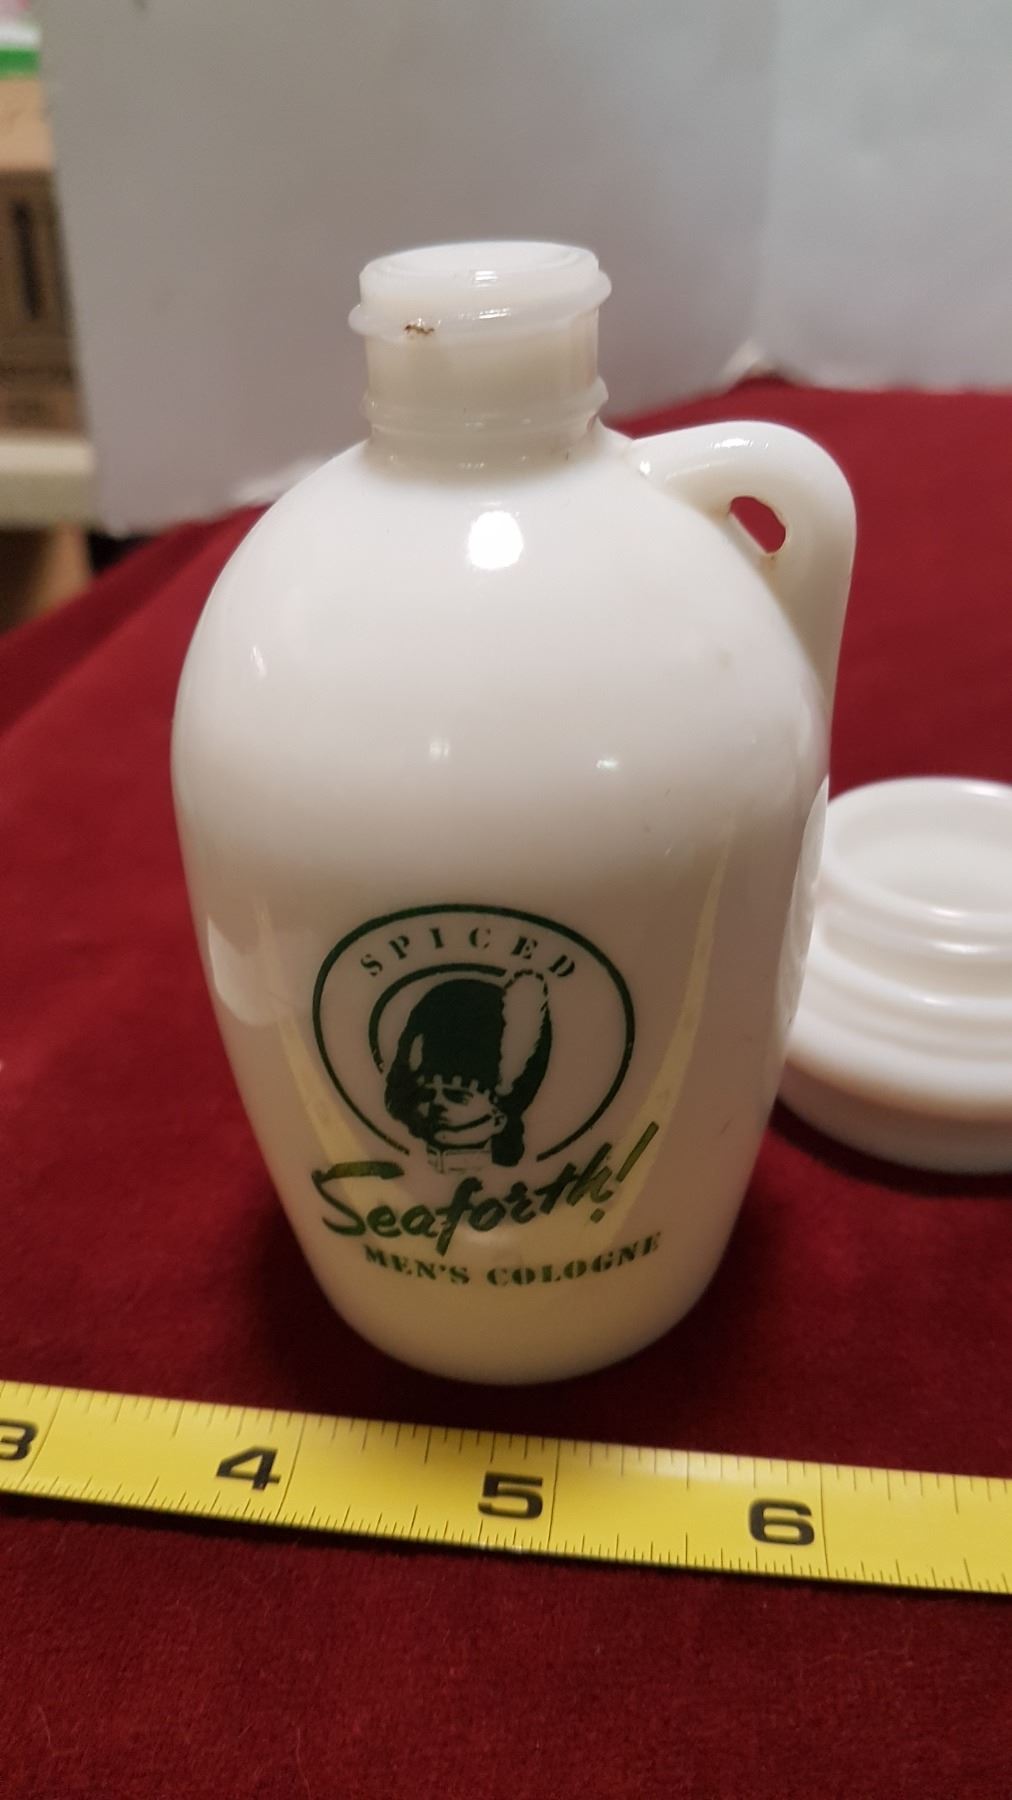 SPICED
Seaforth!
MEN'S COLOGNE
3 4 5 6